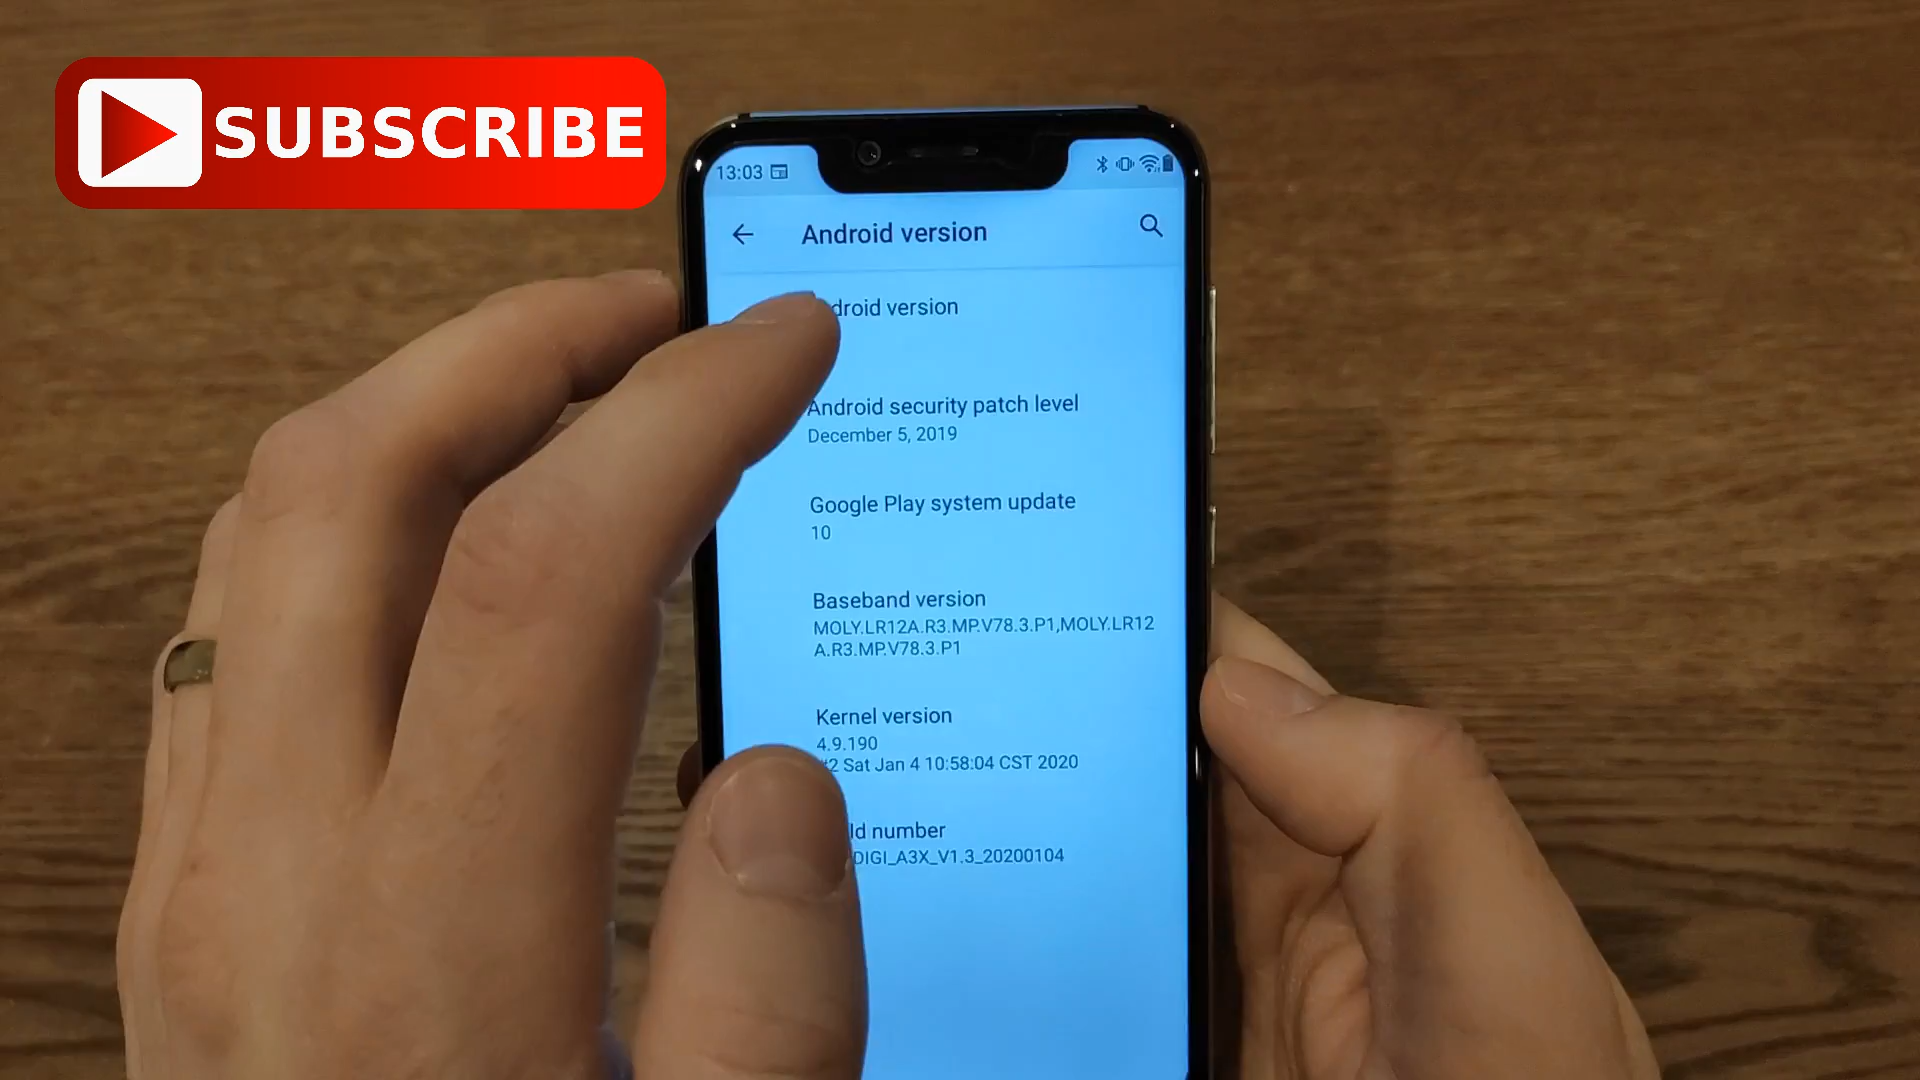 SUBSCRIBE
13:03
Android version
droid version
Android security patch level
December 5, 2019
Google Play system update
10
Baseband version
MOLY.LR12A.R3.MP.V78.3.P1,MOLY.LR12
A.R3.MP.V78.3.P1
Kernel version
4.9.190
2 Sat Jan 4 10:58:04 CST 2020
ld number
DIGI_A3X_V1.3_20200104